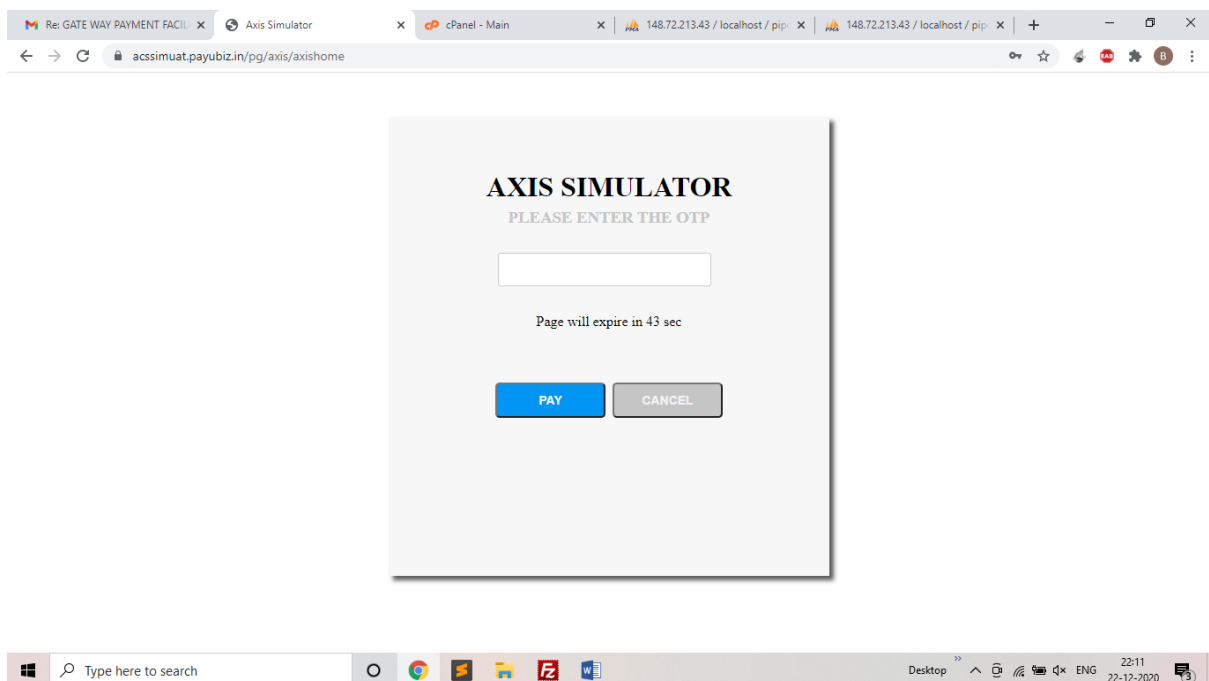 Re: GATE WAY PAYMENT FACIL
Axis Simulator
cPanel - Main
148.72.213.43 / localhost / pip
148.72.213.43 / localhost / pip
acssimuat.payubiz.in/pg/axis/axishome
EAB
B
AXIS SIMULATOR
PLEASE ENTER THE OTP
Page will expire in 43 sec
PAY
CANCEL
Type here to search
Desktop
ENG
22:11
22-12-2020
3